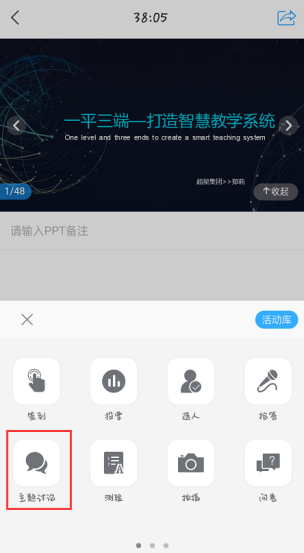 38:05
一平三端—打造智慧教学系统
One level and three ends to create a smart teaching system
超星集团>>郑莉
1/48
个收起
请输入PPT备注
活动库
签到 投票 选人 抢答
主题讨论 测验 拍摄 问卷